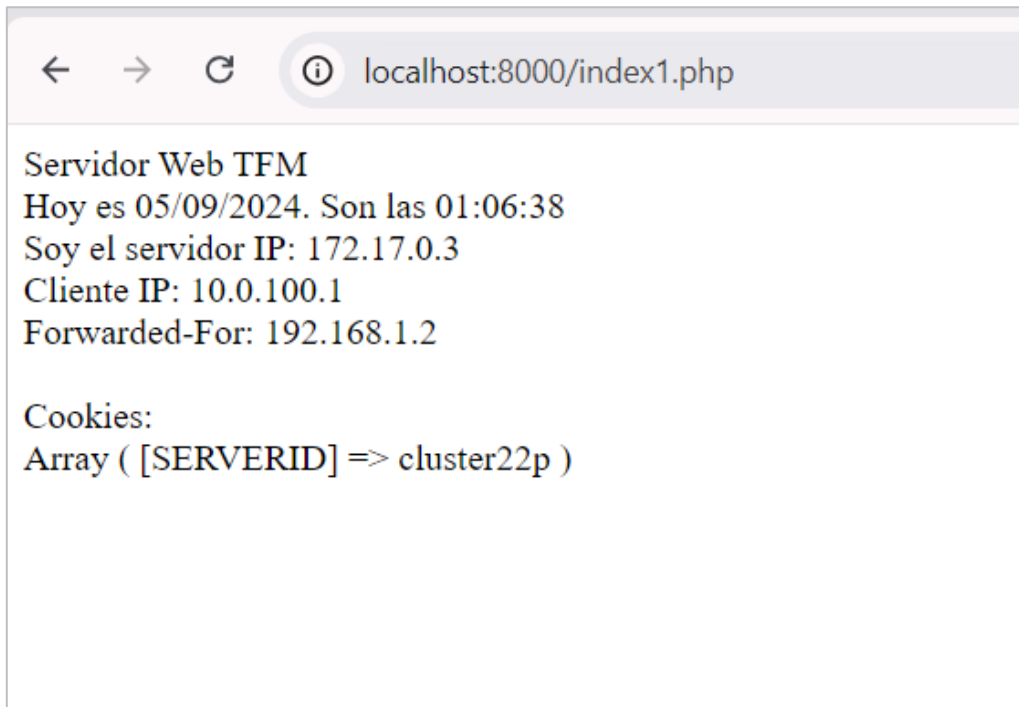 localhost:8000/index1.php
Servidor Web TFM
Hoy es 05/09/2024. Son las 01:06:38
Soy el servidor IP: 172.17.0.3
Cliente IP: 10.0.100.1
Forwarded-For: 192.168.1.2
Cookies:
Array ( [SERVERID] => cluster22p )